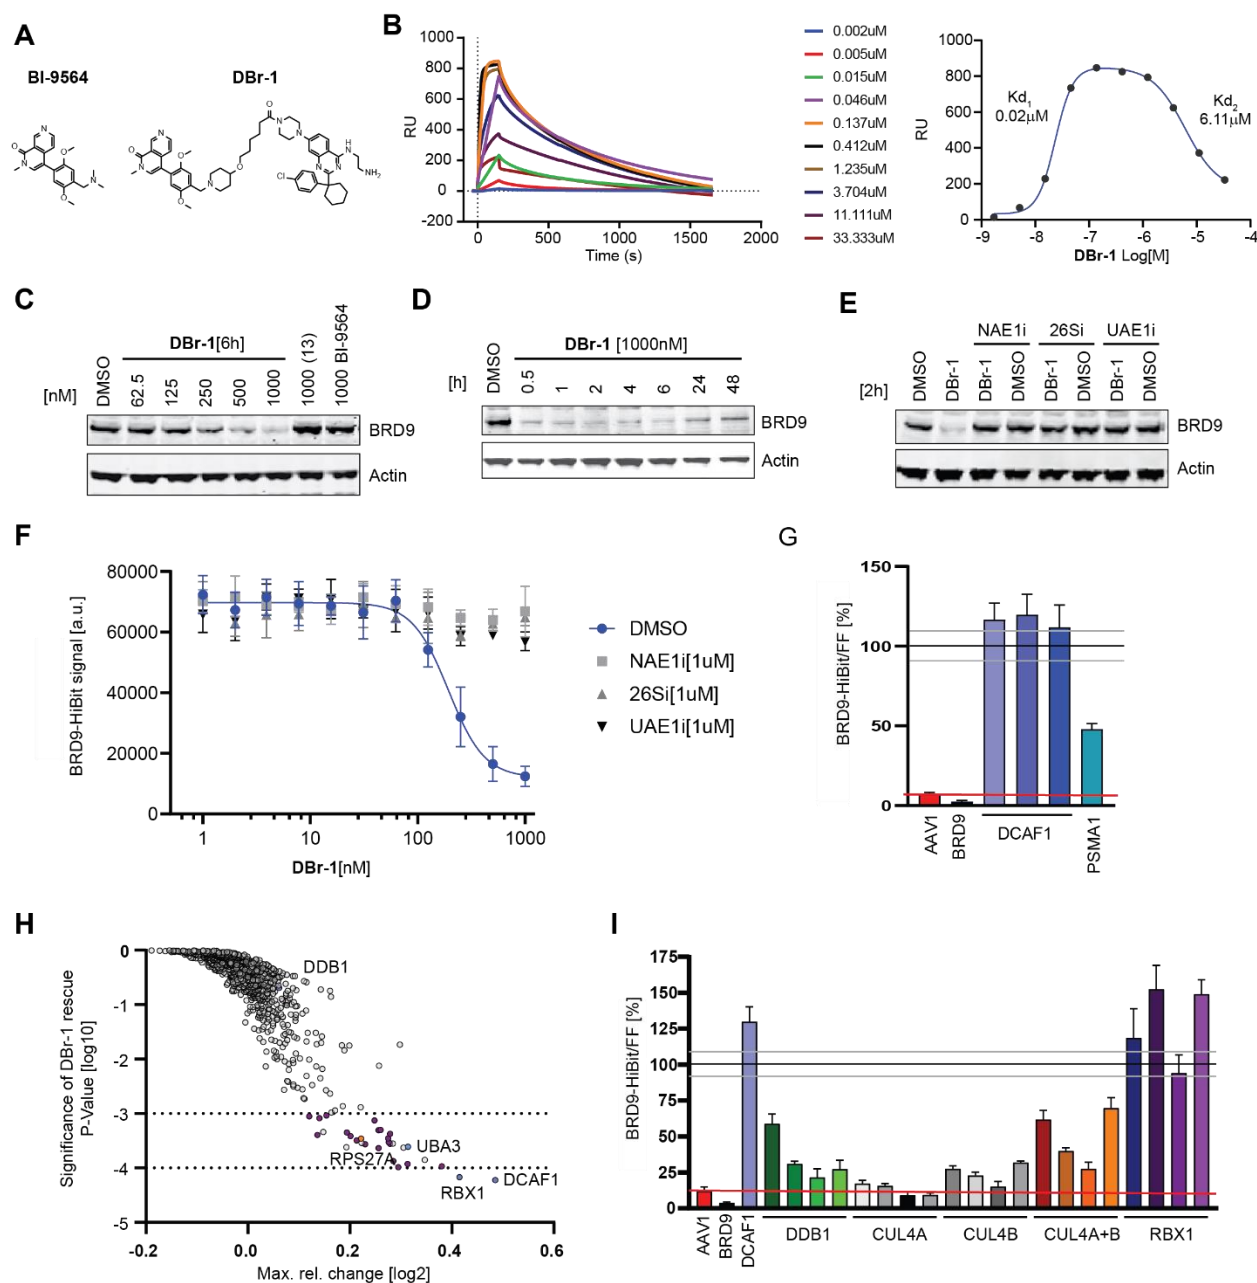 A
BI-9564
DBr-1
N
O
N
O
O
N
N
O
N
O
O
N
O
O
N
N
N
N
H
N
NH₂
Cl
B
RU
1000
800
600
400
200
0
-200
0
500
1000
1500
2000
Time (s)
0.002uM
0.005uM
0.015uM
0.046uM
0.137uM
0.412uM
1.235uM
3.704uM
11.111uM
33.333uM
RU
1000
800
600
400
200
0
Kd₁
0.02µM
Kd₂
6.11µM
-9
-8
-7
-6
-5
-4
DBr-1 Log[M]
C
DBr-1[6h]
[nM]
DMSO
62.5
125
250
500
1000
1000 (13)
1000 BI-9564
BRD9
Actin
D
DBr-1 [1000nM]
[h]
DMSO
0.5
1
2
4
6
24
48
BRD9
Actin
E
NAE1i
26Si
UAE1i
[2h]
DMSO
DBr-1
DBr-1
DMSO
DBr-1
DMSO
DBr-1
DMSO
BRD9
Actin
F
BRD9-HiBit signal [a.u.]
80000
60000
40000
20000
0
1
10
100
1000
DBr-1[nM]
DMSO
NAE1i[1uM]
26Si[1uM]
UAE1i[1uM]
G
BRD9-HiBit/FF [%]
150
100
50
0
AAV1
BRD9
DCAF1
PSMA1
H
Significance of DBr-1 rescue
P-Value [log10]
0
-1
-2
-3
-4
-5
DDB1
UBA3
RPS27A
RBX1
DCAF1
-0.2
0.0
0.2
0.4
0.6
Max. rel. change [log2]
I
BRD9-HiBit/FF [%]
175
150
125
100
75
50
25
0
AAV1
BRD9
DCAF1
DDB1
CUL4A
CUL4B
CUL4A+B
RBX1